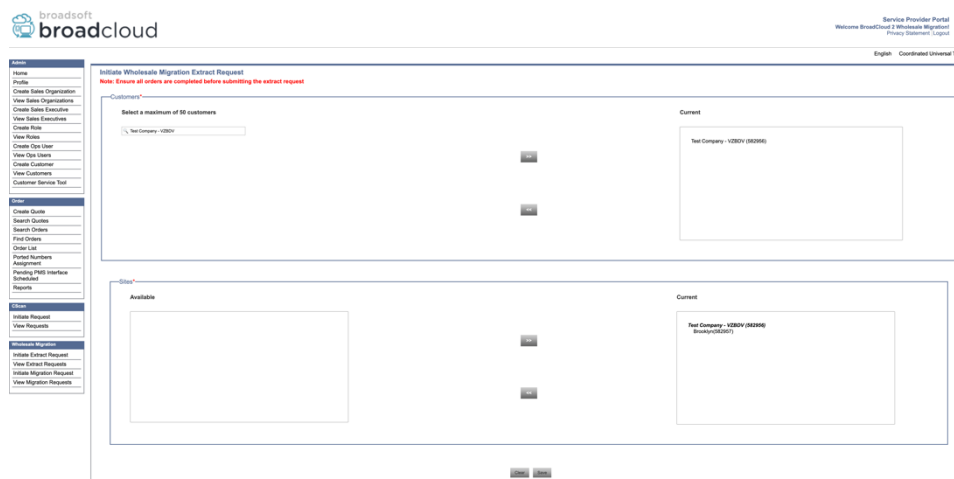 broadsoft
broadcloud
Service Provider Portal
Welcome BroadCloud 2 Wholesale Migration!
Privacy Statement Logout
English Coordinated Universal
Admin
Home
Profile
Create Sales Organization
View Sales Organizations
Create Sales Executive
View Sales Executives
Create Role
View Roles
Create Ops User
View Ops Users
Create Customer
View Customers
Customer Service Tool
Order
Create Quote
Search Quotes
Search Orders
Find Orders
Order List
Ported Numbers
Assignment
Pending PMS Interface
Scheduled
Reports
CScan
Initiate Request
View Requests
Wholesale Migration
Initiate Extract Request
View Extract Requests
Initiate Migration Request
View Migration Requests
Initiate Wholesale Migration Extract Request
Note: Ensure all orders are completed before submitting the extract request
Customers*
Select a maximum of 50 customers
Test Company - VZBDV
Current
Test Company - VZBDV (582956)
Sites*
Available
Current
Test Company - VZBDV (582956)
Brooklyn(582957)
Clear Save